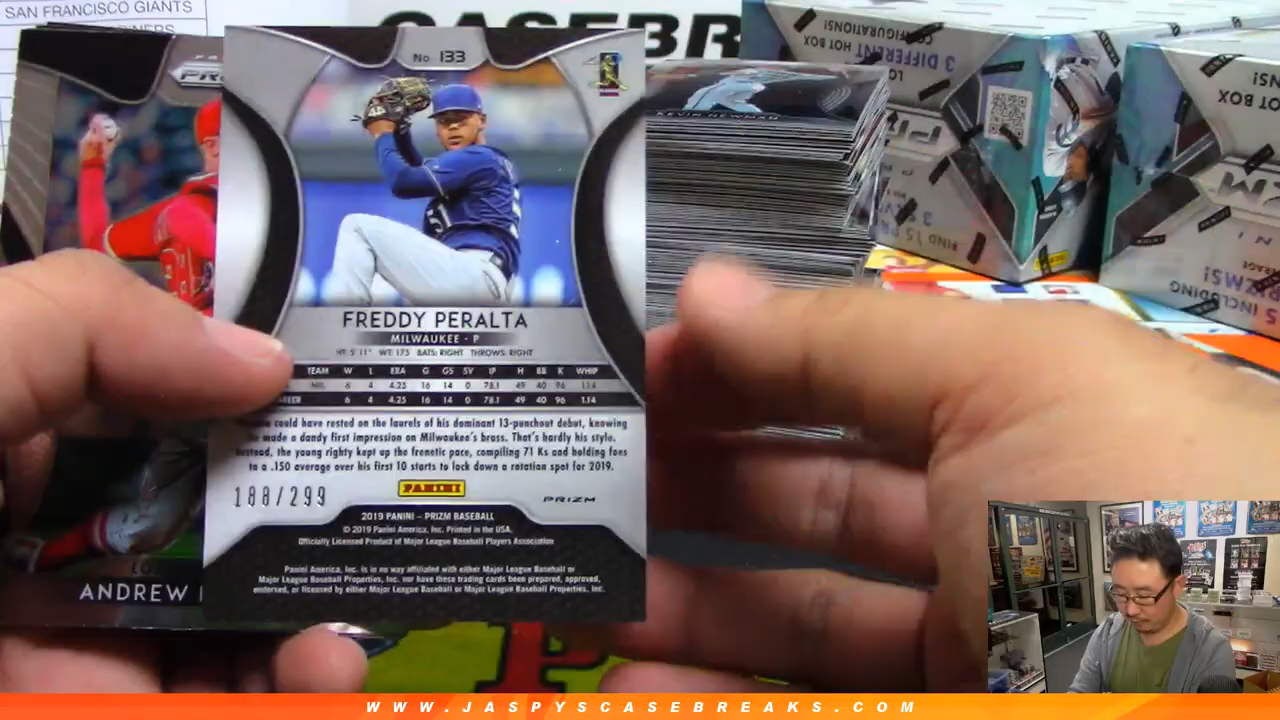 SAN FRANCISCO GIANTS
CASEBR
No. 133
FREDDY PERALTA
MILWAUKEE - P
HT: 5'11" WT: 175 BATS: RIGHT THROWS: RIGHT
TEAM W L ERA G GS SV IP H BB K WHIP
MIL 6 4 4.25 16 14 0 78.1 49 40 96 1.14
6 4 4.25 16 14 0 78.1 49 40 96 1.14
could have rested on the laurels of his dominant 13-punchout debut, knowing
he made a dandy first impression on Milwaukee's brass. That's hardly his style.
Instead, the young righty kept up the frenetic pace, compiling 71 Ks and holding foes
to a .150 average over his first 10 starts to lock down a rotation spot for 2019.
188/299
PANINI
PRIZM
2019 PANINI – PRIZM BASEBALL
© 2019 Panini America, Inc. Printed in the USA.
Officially Licensed Product of Major League Baseball Players Association
Panini America, Inc. is in no way affiliated with either Major League Baseball or
Major League Baseball Properties, Inc. nor have these trading cards been prepared, approved,
endorsed, or licensed by either Major League Baseball or Major League Baseball Properties, Inc.
51
ANDREW
KEVIN NEWMAN
3 DIFFERENT HOT BOX
CONFIGURATIONS!
HOT BOX
INCLUDING
WWW.JASPYSCASEBREAKS.COM